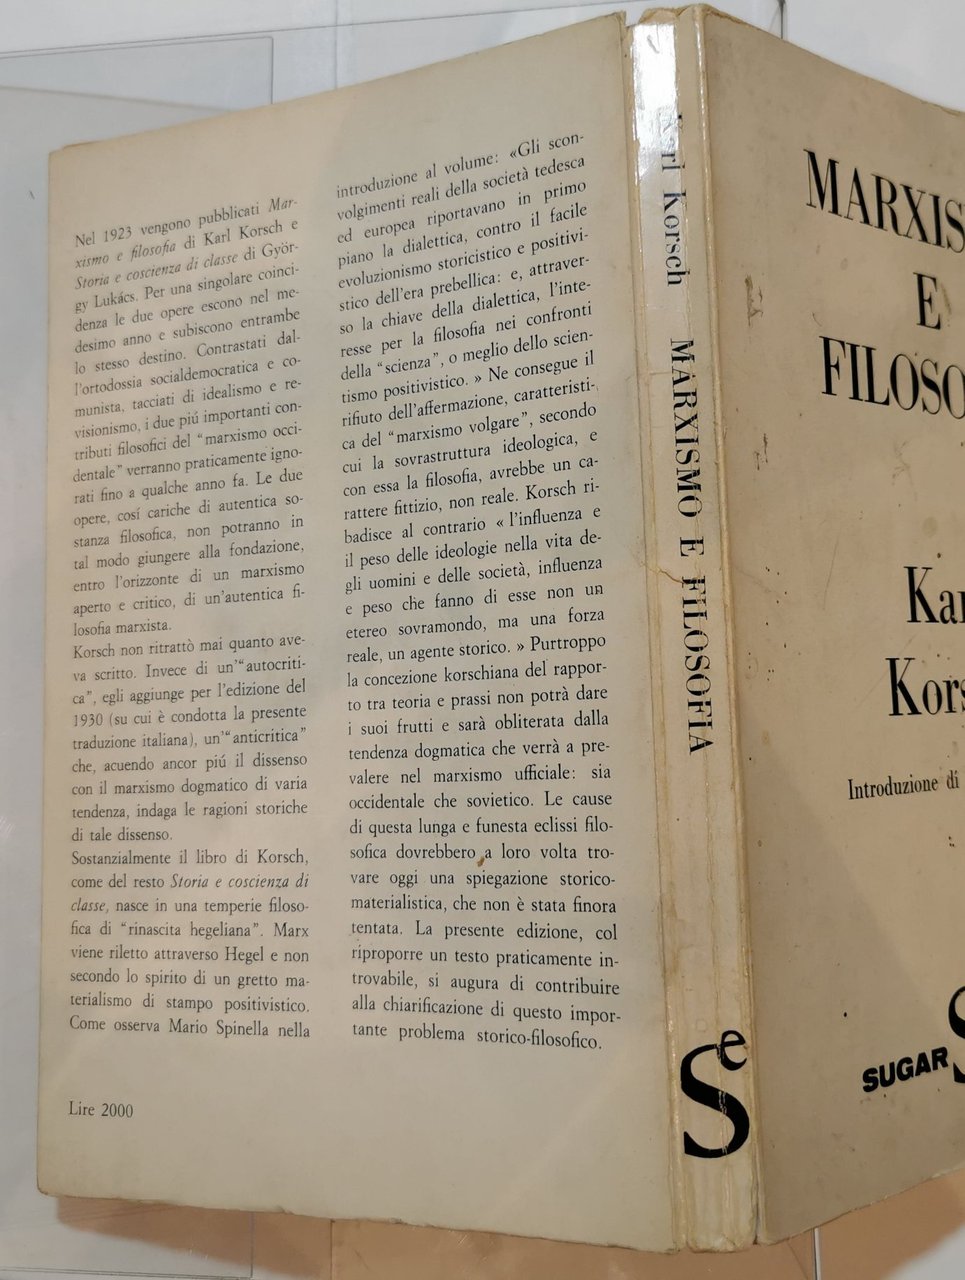 Nel 1923 vengono pubblicati Mar-
xismo e filosofia di Karl Korsch e
Storia e coscienza di classe di Györ-
gy Lukács. Per una singolare coinci-
denza le due opere escono nel me-
desimo anno e subiscono entrambe
lo stesso destino. Contrastati dal-
l'ortodossia socialdemocratica e co-
munista, tacciati di idealismo e re-
visionismo, i due piú importanti con-
tributi filosofici del "marxismo occi-
dentale" verranno praticamente igno-
rati fino a qualche anno fa. Le due
opere, cosí cariche di autentica so-
stanza filosofica, non potranno in
tal modo giungere alla fondazione,
entro l'orizzonte di un marxismo
aperto e critico, di un'autentica fi-
losofia marxista.
Korsch non ritrattò mai quanto ave-
va scritto. Invece di un'"autocriti-
ca", egli aggiunge per l'edizione del
1930 (su cui è condotta la presente
traduzione italiana), un'"anticritica"
che, acuendo ancor piú il dissenso
con il marxismo dogmatico di varia
tendenza, indaga le ragioni storiche
di tale dissenso.
Sostanzialmente il libro di Korsch,
come del resto Storia e coscienza di
classe, nasce in una temperie filoso-
fica di "rinascita hegeliana". Marx
viene riletto attraverso Hegel e non
secondo lo spirito di un gretto ma-
terialismo di stampo positivistico.
Come osserva Mario Spinella nella
introduzione al volume: «Gli scon-
volgimenti reali della società tedesca
ed europea riportavano in primo
piano la dialettica, contro il facile
evoluzionismo storicistico e positivi-
stico dell'era prebellica: e, attraver-
so la chiave della dialettica, l'inte-
resse per la filosofia nei confronti
della "scienza", o meglio dello scien-
tismo positivistico.» Ne consegue il
rifiuto dell'affermazione, caratteristi-
ca del "marxismo volgare", secondo
cui la sovrastruttura ideologica, e
con essa la filosofia, avrebbe un ca-
rattere fittizio, non reale. Korsch ri-
badisce al contrario «l'influenza e
il peso delle ideologie nella vita de-
gli uomini e delle società, influenza
e peso che fanno di esse non un
etereo sovramondo, ma una forza
reale, un agente storico.» Purtroppo
la concezione korschiana del rappor-
to tra teoria e prassi non potrà dare
i suoi frutti e sarà obliterata dalla
tendenza dogmatica che verrà a pre-
valere nel marxismo ufficiale: sia
occidentale che sovietico. Le cause
di questa lunga e funesta eclissi filo-
sofica dovrebbero a loro volta tro-
vare oggi una spiegazione storico-
materialistica, che non è stata finora
tentata. La presente edizione, col
riproporre un testo praticamente in-
trovabile, si augura di contribuire
alla chiarificazione di questo impor-
tante problema storico-filosofico.
Lire 2000
Karl Korsch MARXISMO E FILOSOFIA
Se
MARXIS
E
FILOSO
Kar
Kors
Introduzione di
SUGAR